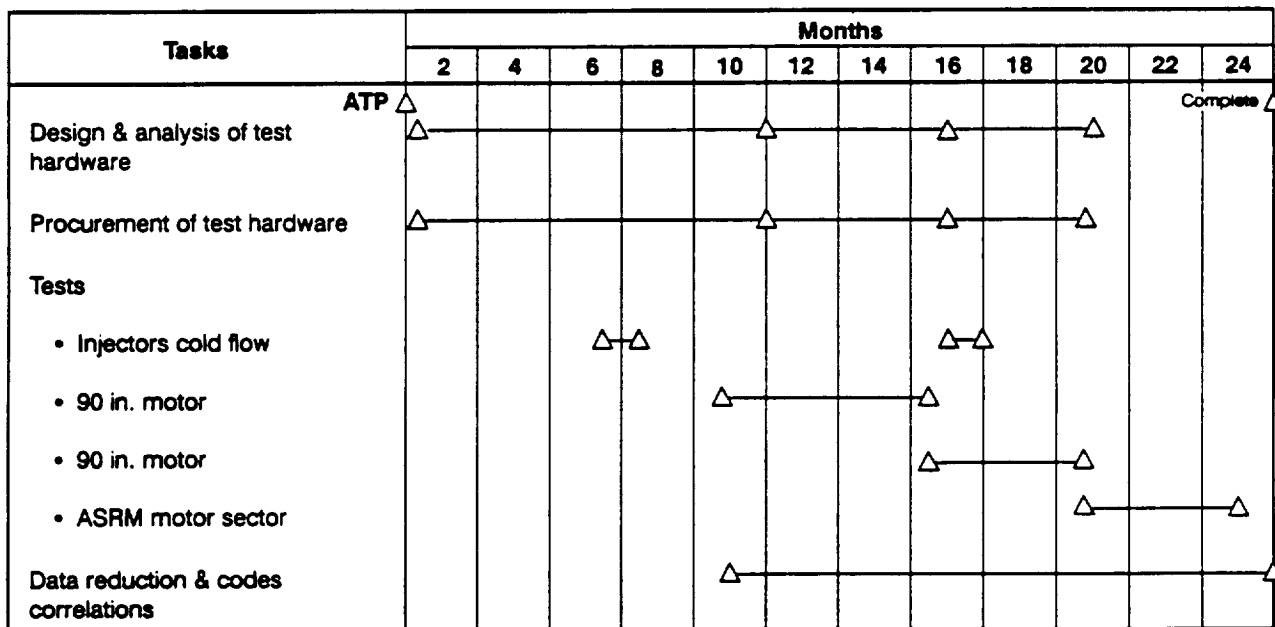 Tasks
Months
2 4 6 8 10 12 14 16 18 20 22 24
ATP
Complete
Design & analysis of test
hardware
Procurement of test hardware
Tests
• Injectors cold flow
• 90 in. motor
• 90 in. motor
• ASRM motor sector
Data reduction & codes
correlations